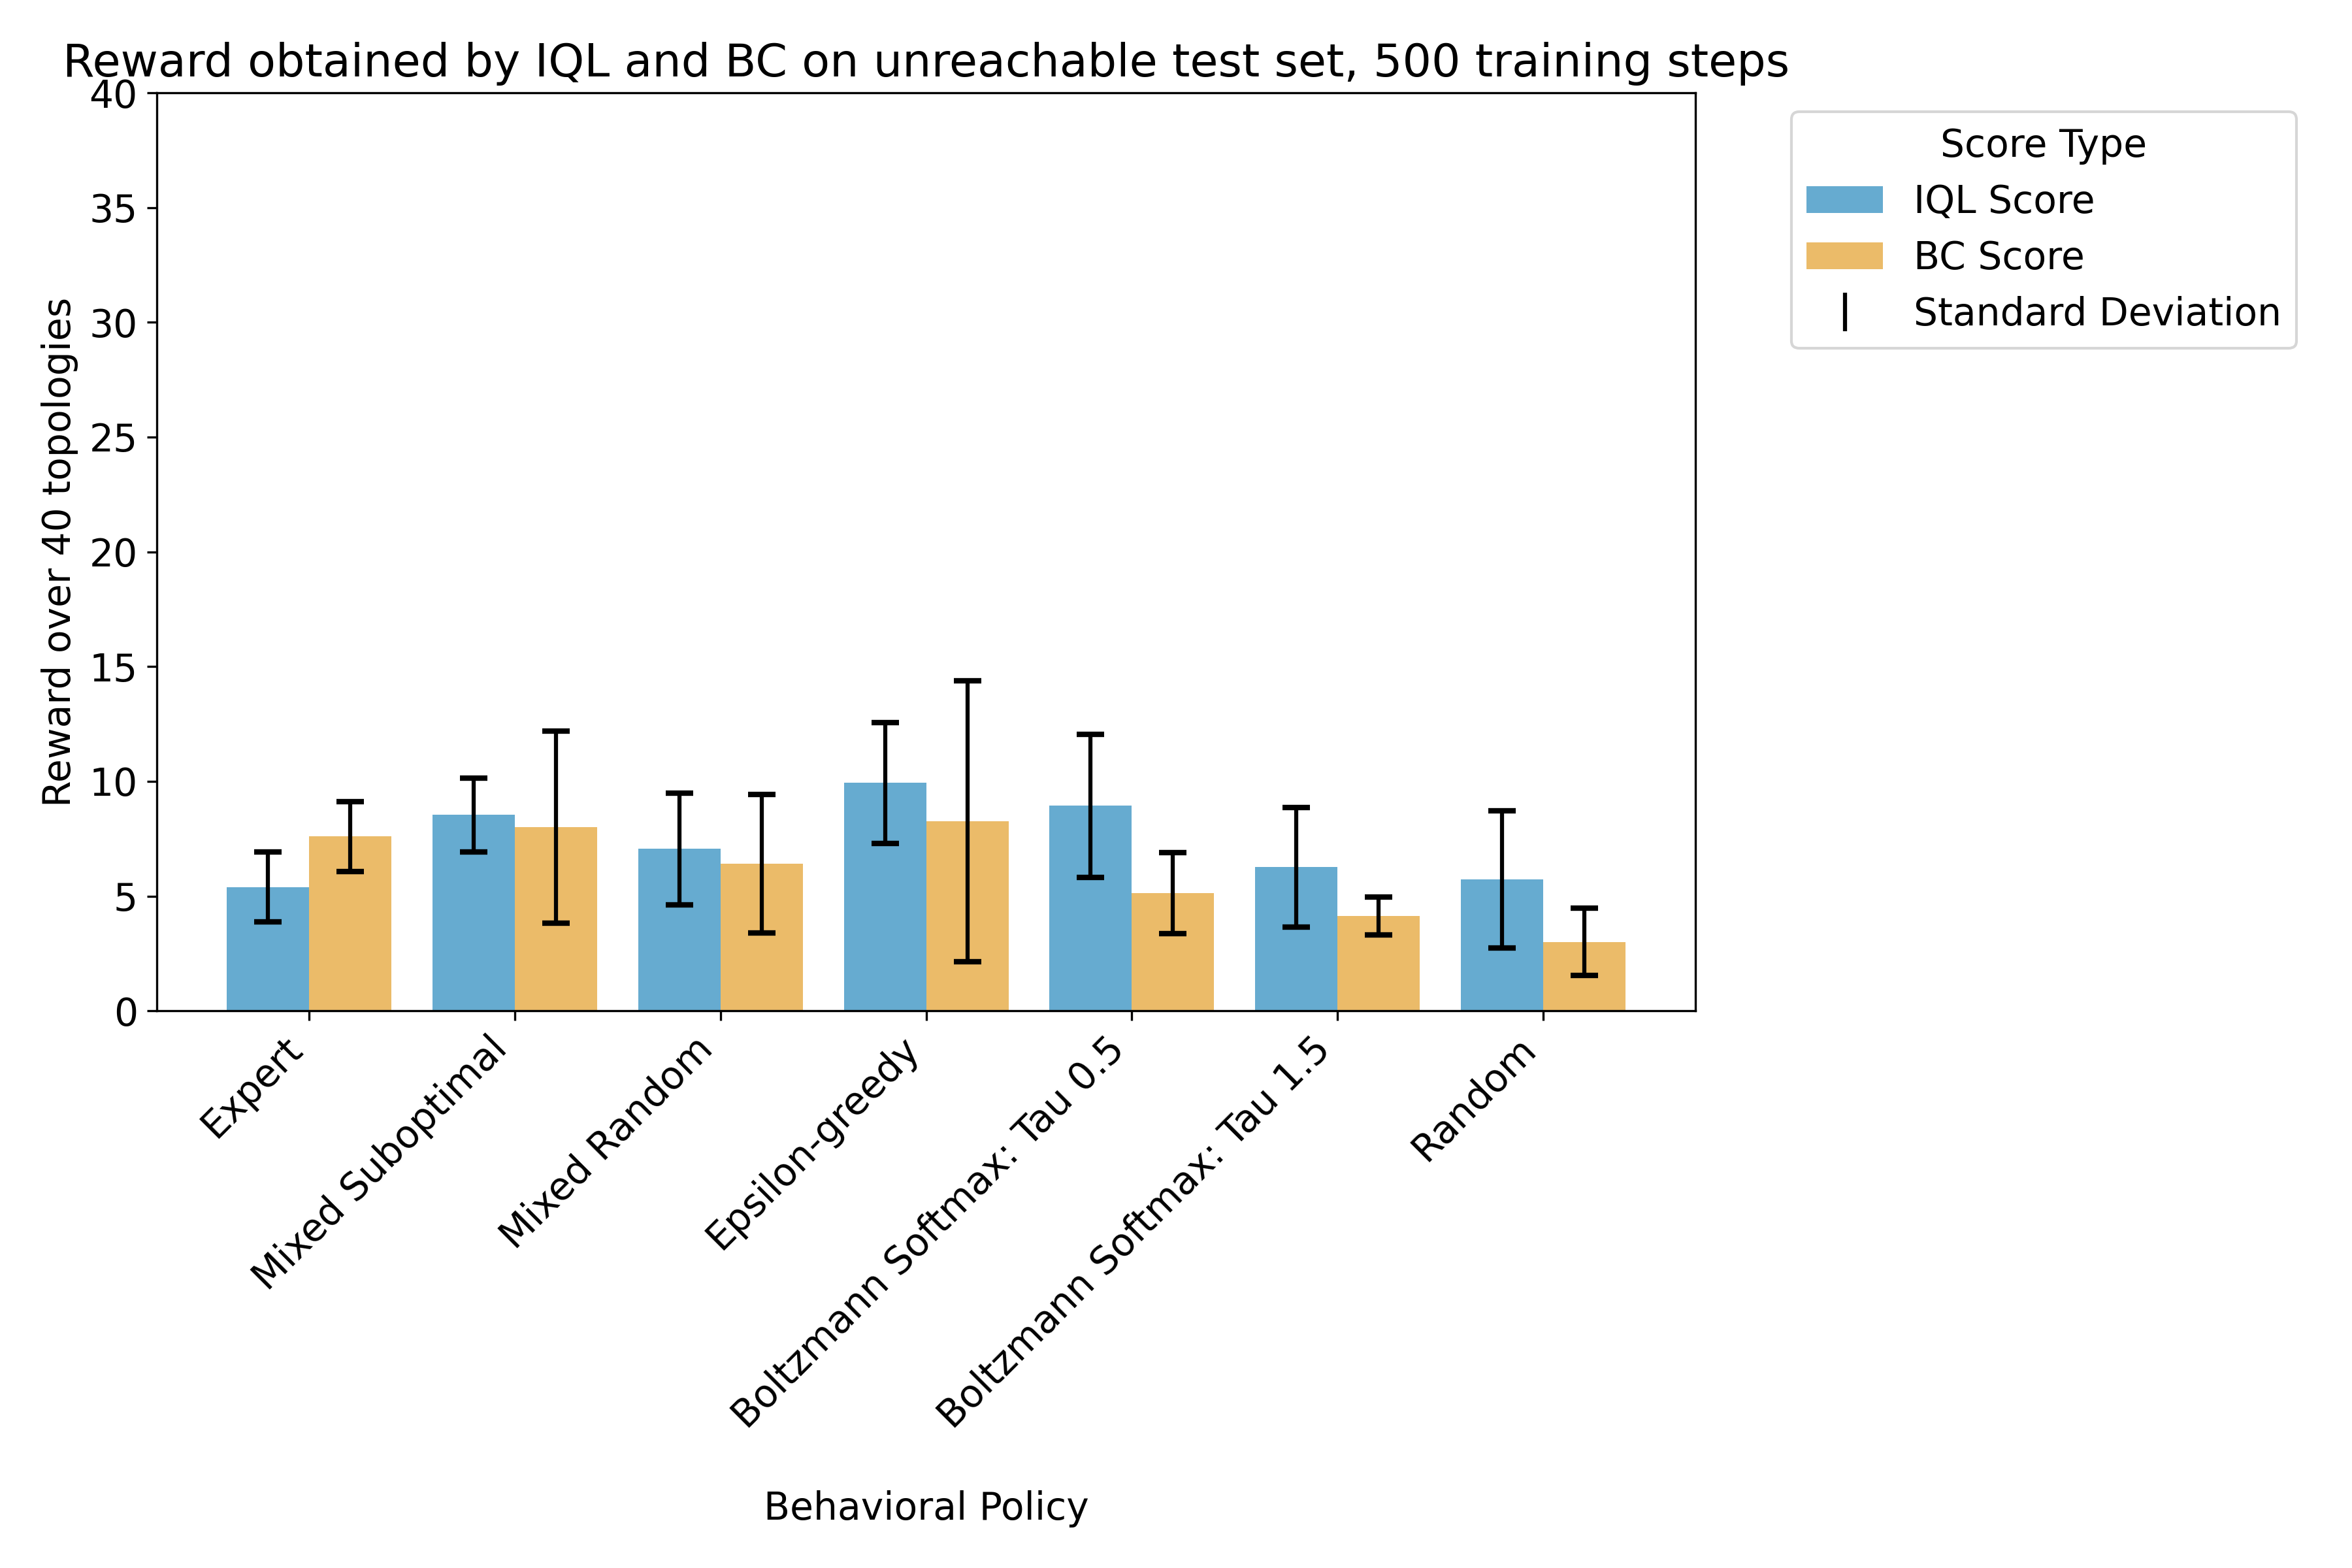 Reward obtained by IQL and BC on unreachable test set, 500 training steps
Reward over 40 topologies
40
35
30
25
20
15
10
5
0
Expert
Mixed Suboptimal
Mixed Random
Epsilon-greedy
Boltzmann Softmax: Tau 0.5
Boltzmann Softmax: Tau 1.5
Random
Behavioral Policy
Score Type
IQL Score
BC Score
Standard Deviation